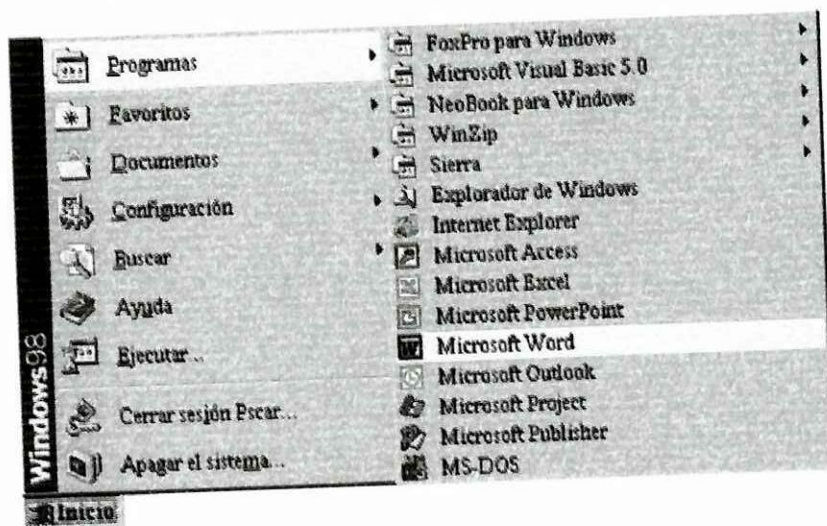 Windows98
Programas
Favoritos
Documentos
Configuración
Buscar
Ayuda
Ejecutar...
Cerrar sesión Pscar...
Apagar el sistema...
Inicio
FoxPro para Windows
Microsoft Visual Basic 5.0
NeoBook para Windows
WinZip
Sierra
Explorador de Windows
Internet Explorer
Microsoft Access
Microsoft Excel
Microsoft PowerPoint
Microsoft Word
Microsoft Outlook
Microsoft Project
Microsoft Publisher
MS-DOS